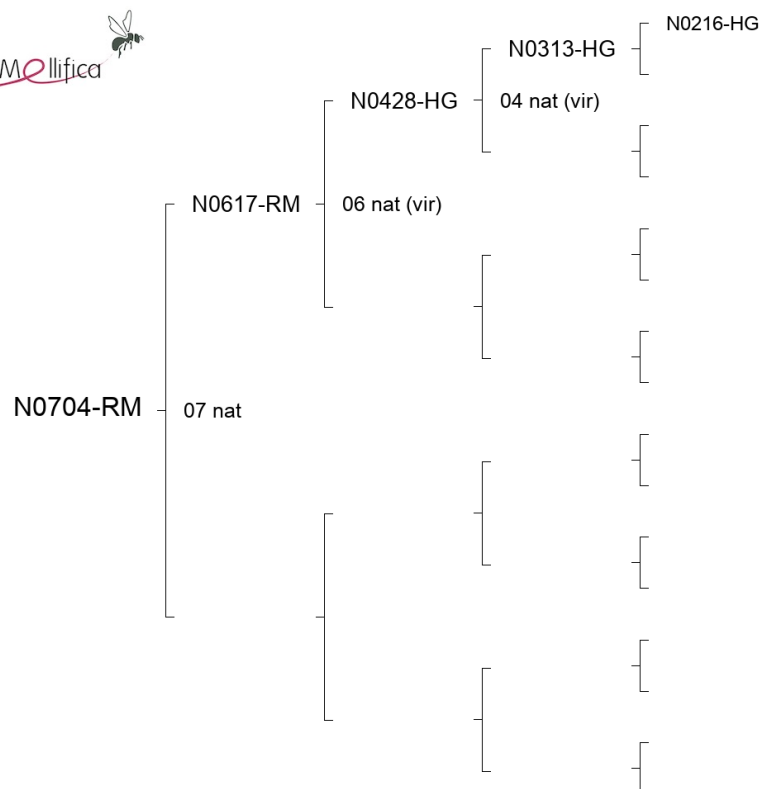 Mellifica
N0216-HG
N0313-HG
N0428-HG
04 nat (vir)
N0617-RM
06 nat (vir)
N0704-RM
07 nat